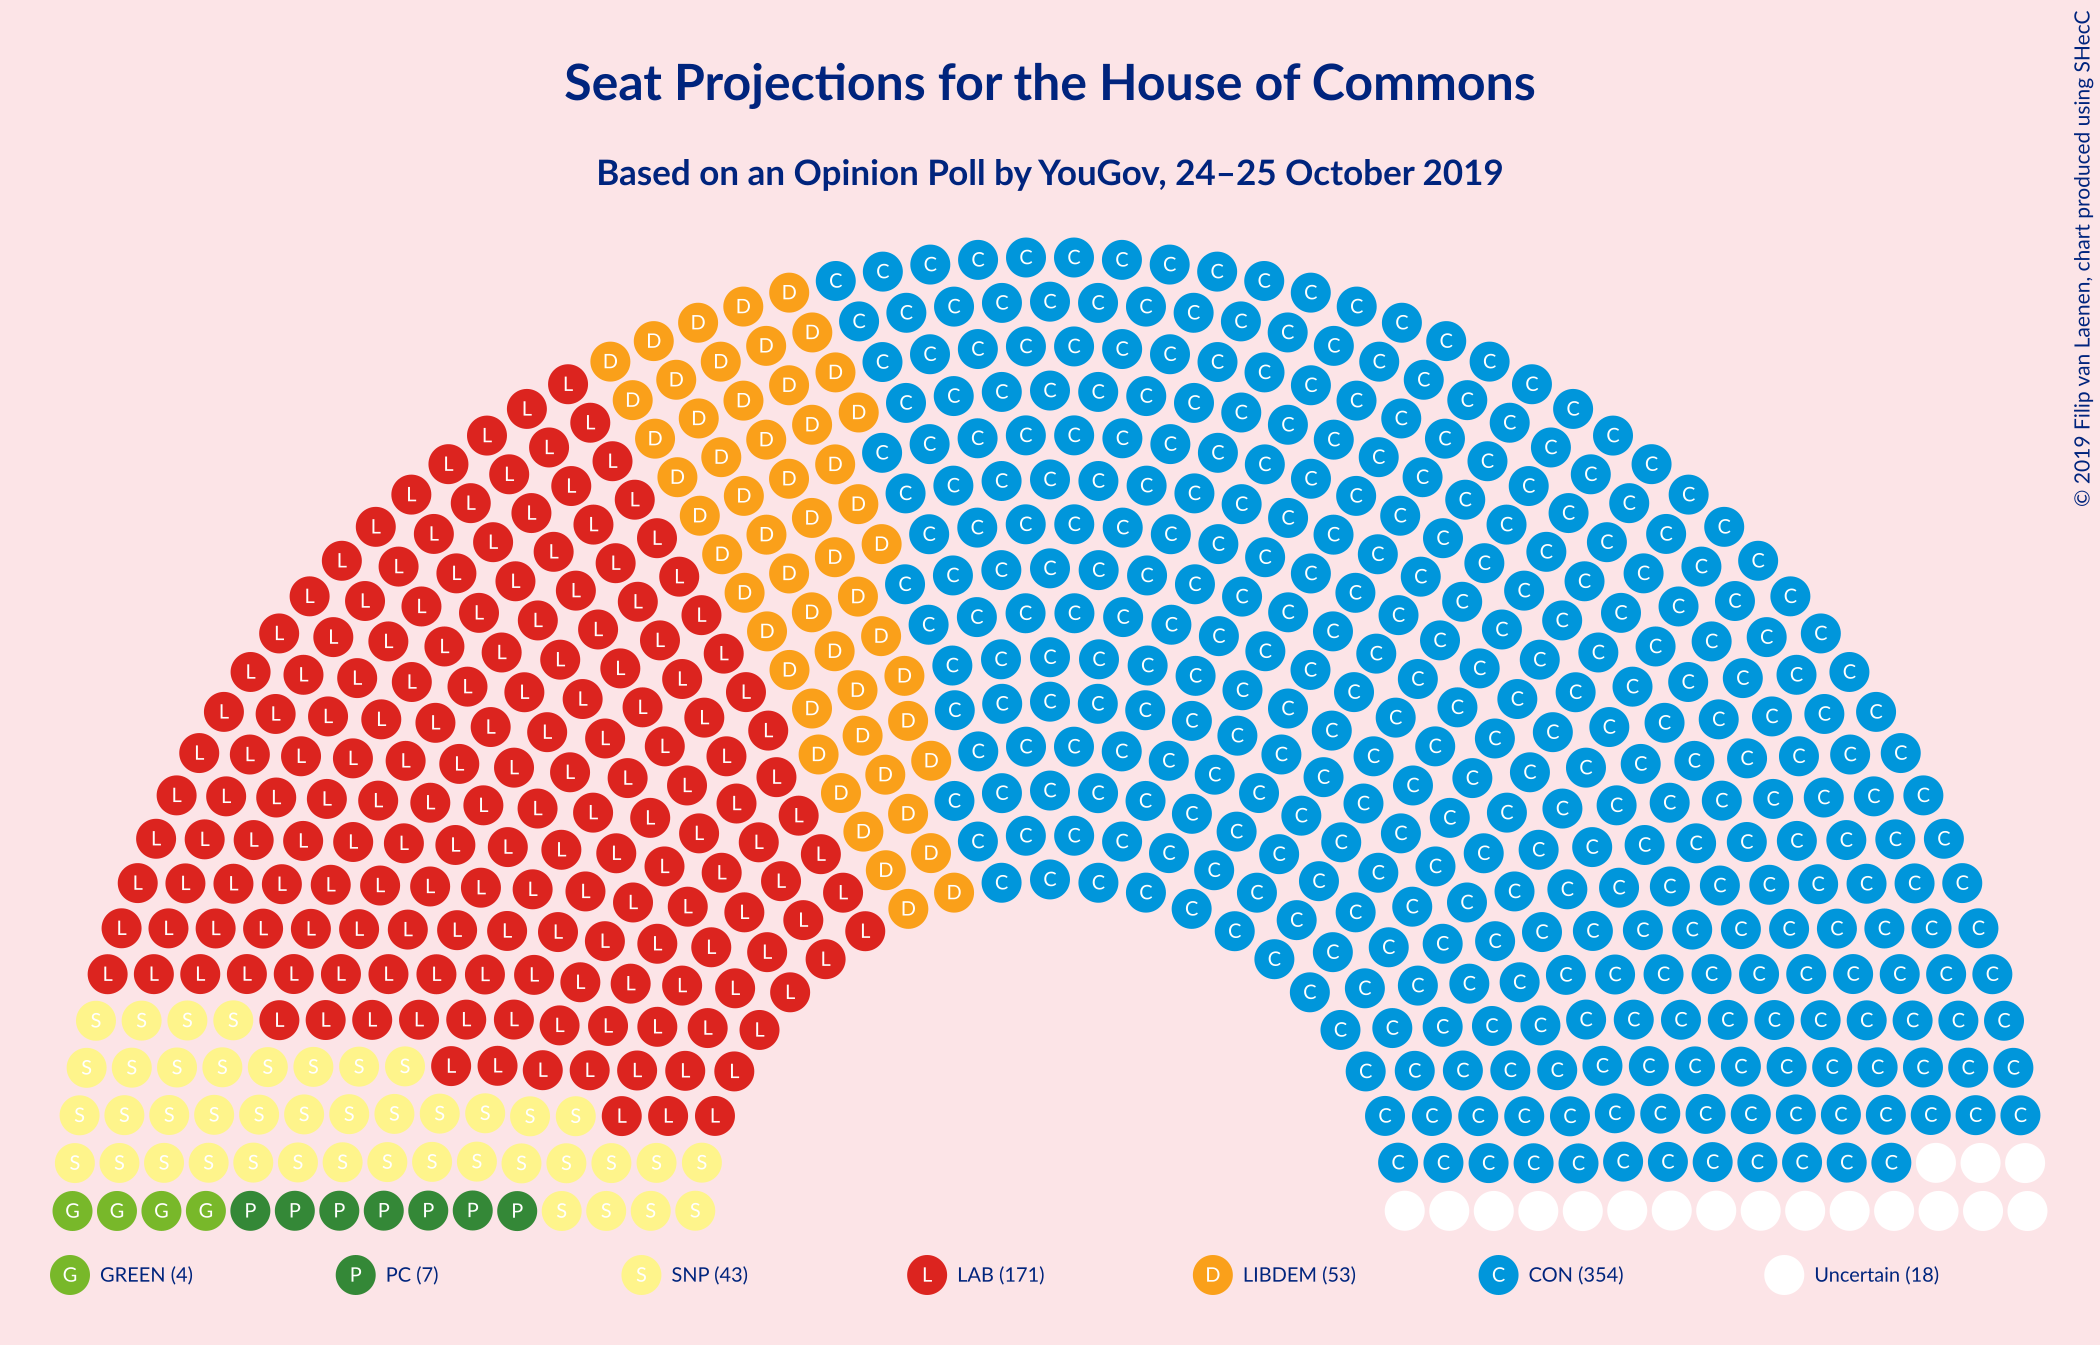 Seat Projections for the House of Commons
Based on an Opinion Poll by YouGov, 24–25 October 2019
© 2019 Filip van Laenen, chart produced using SHecC
G GREEN (4)
P PC (7)
S SNP (43)
L LAB (171)
D LIBDEM (53)
C CON (354)
Uncertain (18)